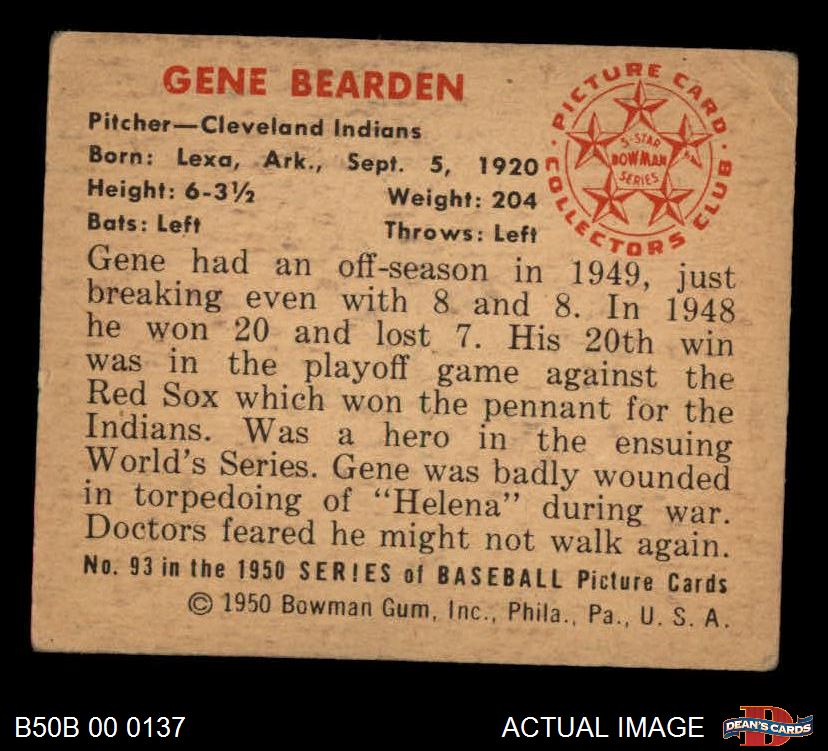 GENE BEARDEN
Pitcher—Cleveland Indians
Born: Lexa, Ark., Sept. 5, 1920
Height: 6-3½ Weight: 204
Bats: Left Throws: Left
PICTURE CARD
COLLECTORS CLUB
5-STAR
BOWMAN
SERIES
Gene had an off-season in 1949, just
breaking even with 8 and 8. In 1948
he won 20 and lost 7. His 20th win
was in the playoff game against the
Red Sox which won the pennant for the
Indians. Was a hero in the ensuing
World's Series. Gene was badly wounded
in torpedoing of "Helena" during war.
Doctors feared he might not walk again.
No. 93 in the 1950 SERIES of BASEBALL Picture Cards
© 1950 Bowman Gum, Inc., Phila., Pa., U. S. A.
B50B 00 0137
ACTUAL IMAGE
D
DEAN'S CARDS